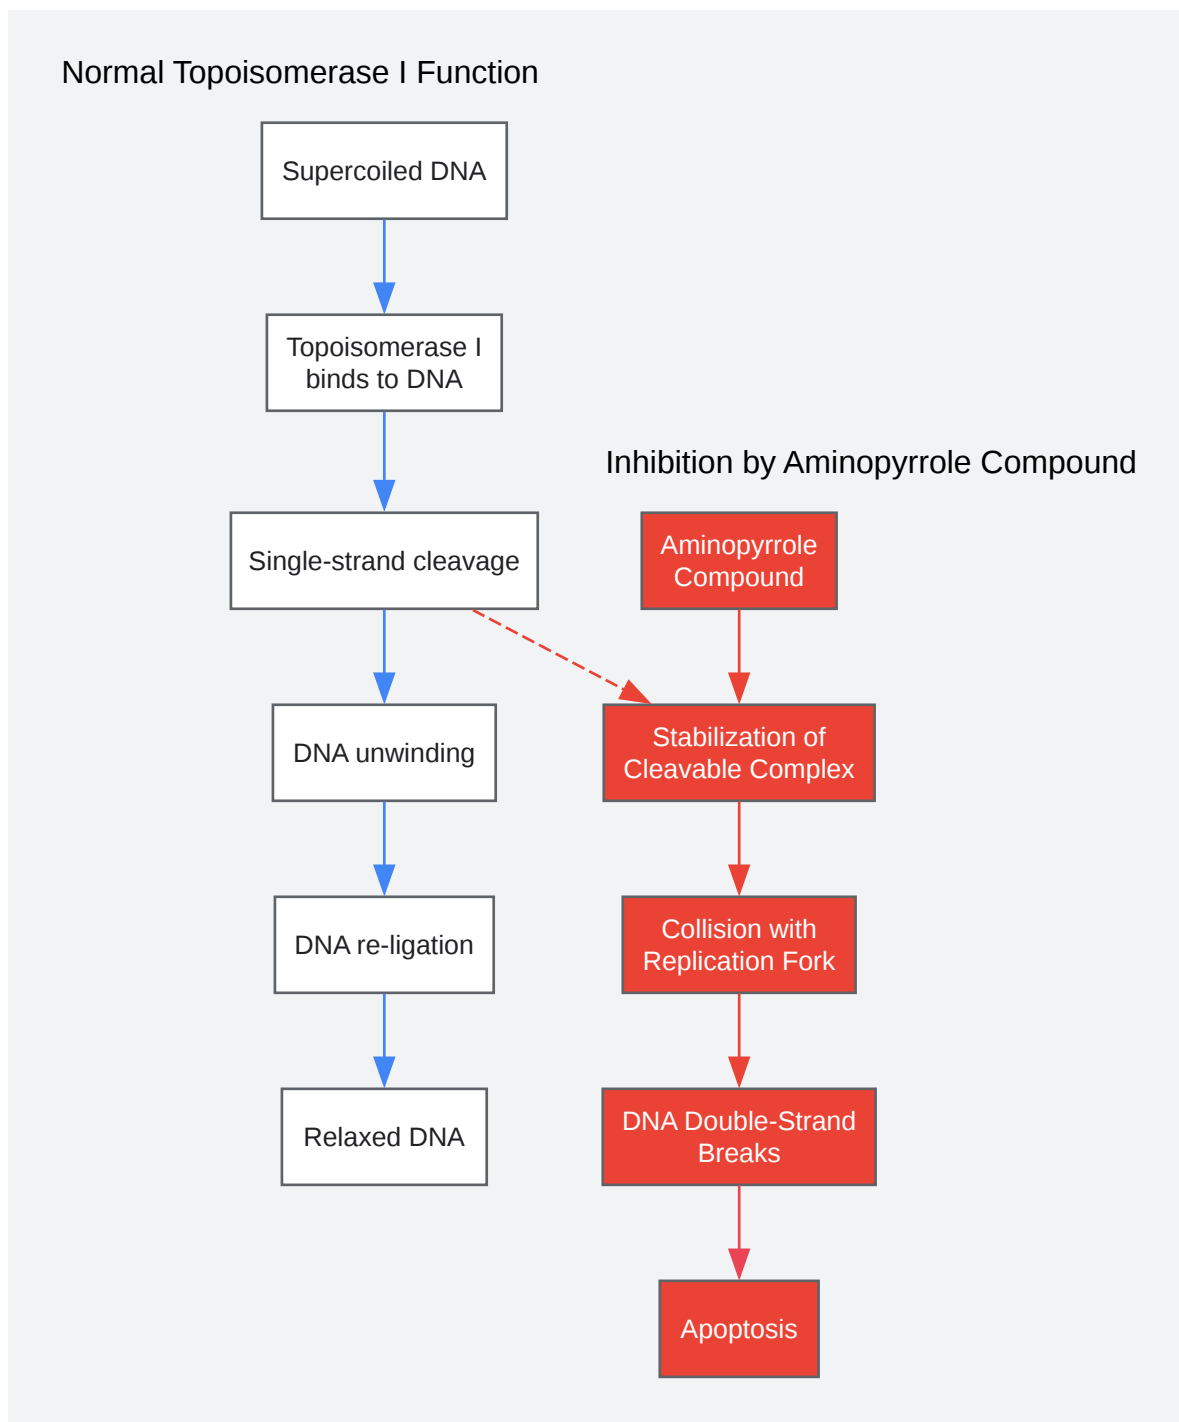 Normal Topoisomerase I Function
Supercoiled DNA
Topoisomerase I
binds to DNA
Single-strand cleavage
DNA unwinding
DNA re-ligation
Relaxed DNA
Inhibition by Aminopyrrole Compound
Aminopyrrole
Compound
Stabilization of
Cleavable Complex
Collision with
Replication Fork
DNA Double-Strand
Breaks
Apoptosis